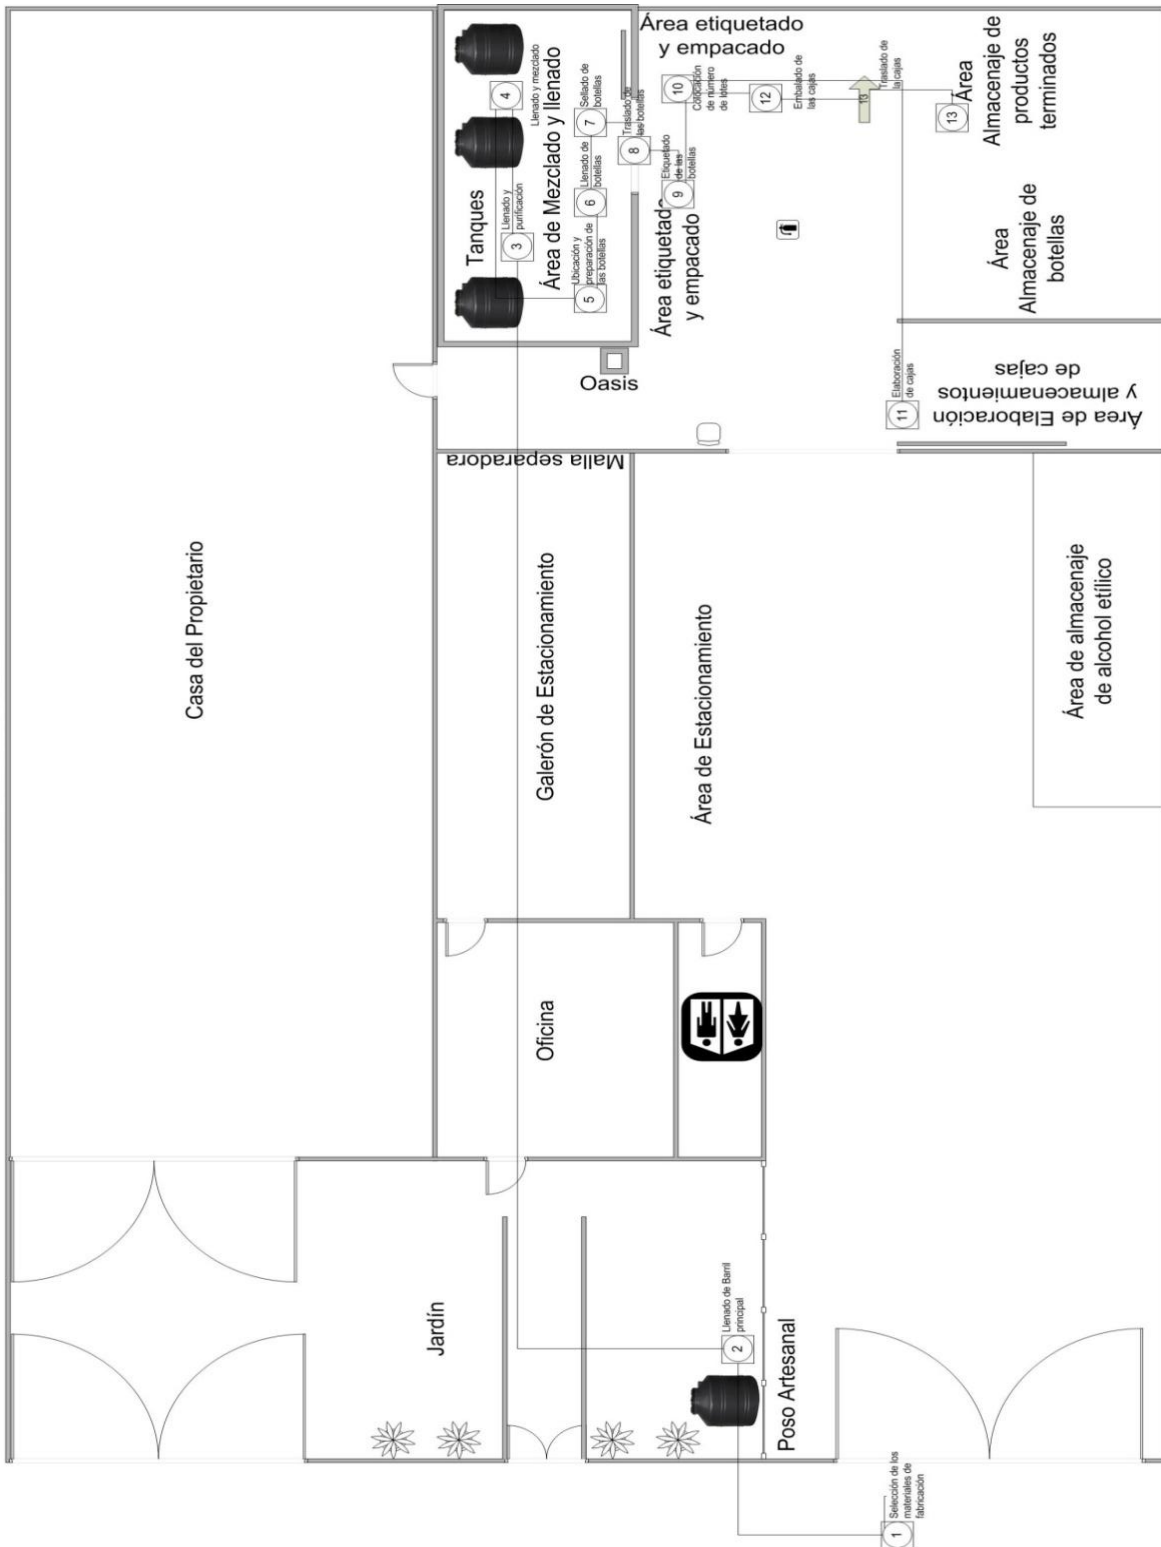 Área etiquetado
y empacado
Tanques
Área de Mezclado y llenado
4
Llenado y mezclado
3
Llenado y
purificación
7
Sellado de
botellas
6
Llenado de
botellas
5
Ubicación y
preparación de
las botellas
8
Traslado de
las botellas
9
Etiquetado
de las
botellas
10
Colocación
de número
de lotes
12
Embalado de
las cajas
13
Traslado de
la cajas
13
Área
Almacenaje de
productos
terminados
Área
Almacenaje de
botellas
Área etiquetado
y empacado
Oasis
11
Elaboración
de cajas
Área de Elaboración
y almacenamientos
de cajas
Malla separadora
Casa del Propietario
Galerón de Estacionamiento
Área de Estacionamiento
Área de almacenaje
de alcohol etílico
Oficina
Jardín
2
Llenado de Barril
principal
Poso Artesanal
1
Selección de los
materiales de
fabricación